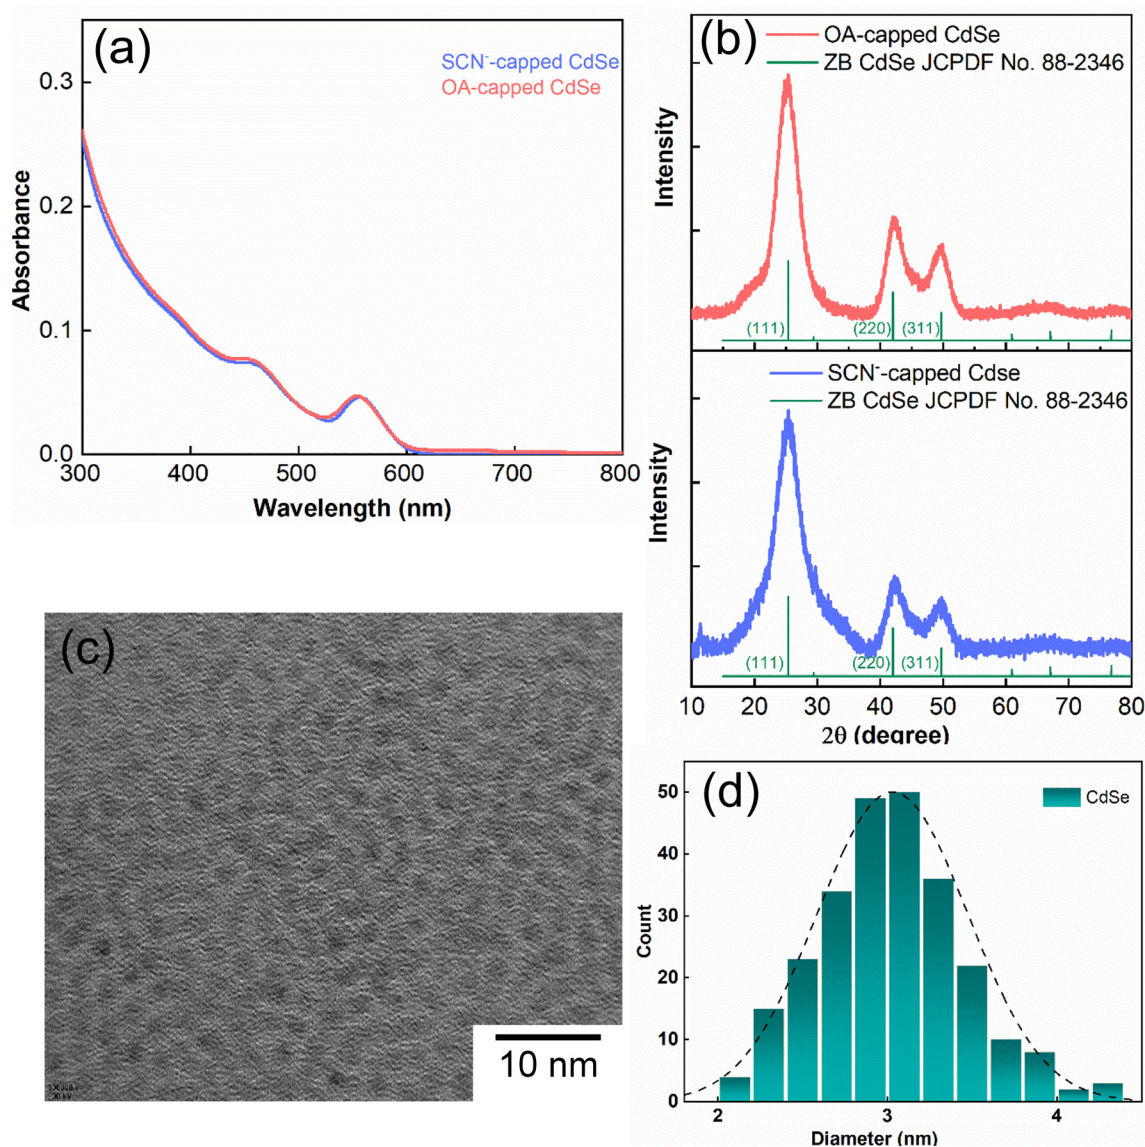 (a)
SCN⁻-capped CdSe
OA-capped CdSe
0.3
0.2
0.1
0.0
Absorbance
300 400 500 600 700 800
Wavelength (nm)
(b)
OA-capped CdSe
ZB CdSe JCPDF No. 88-2346
Intensity
(111) (220) (311)
SCN⁻-capped Cdse
ZB CdSe JCPDF No. 88-2346
Intensity
(111) (220) (311)
10 20 30 40 50 60 70 80
2θ (degree)
(c)
10 nm
(d)
CdSe
50
40
30
20
10
0
Count
2 3 4
Diameter (nm)